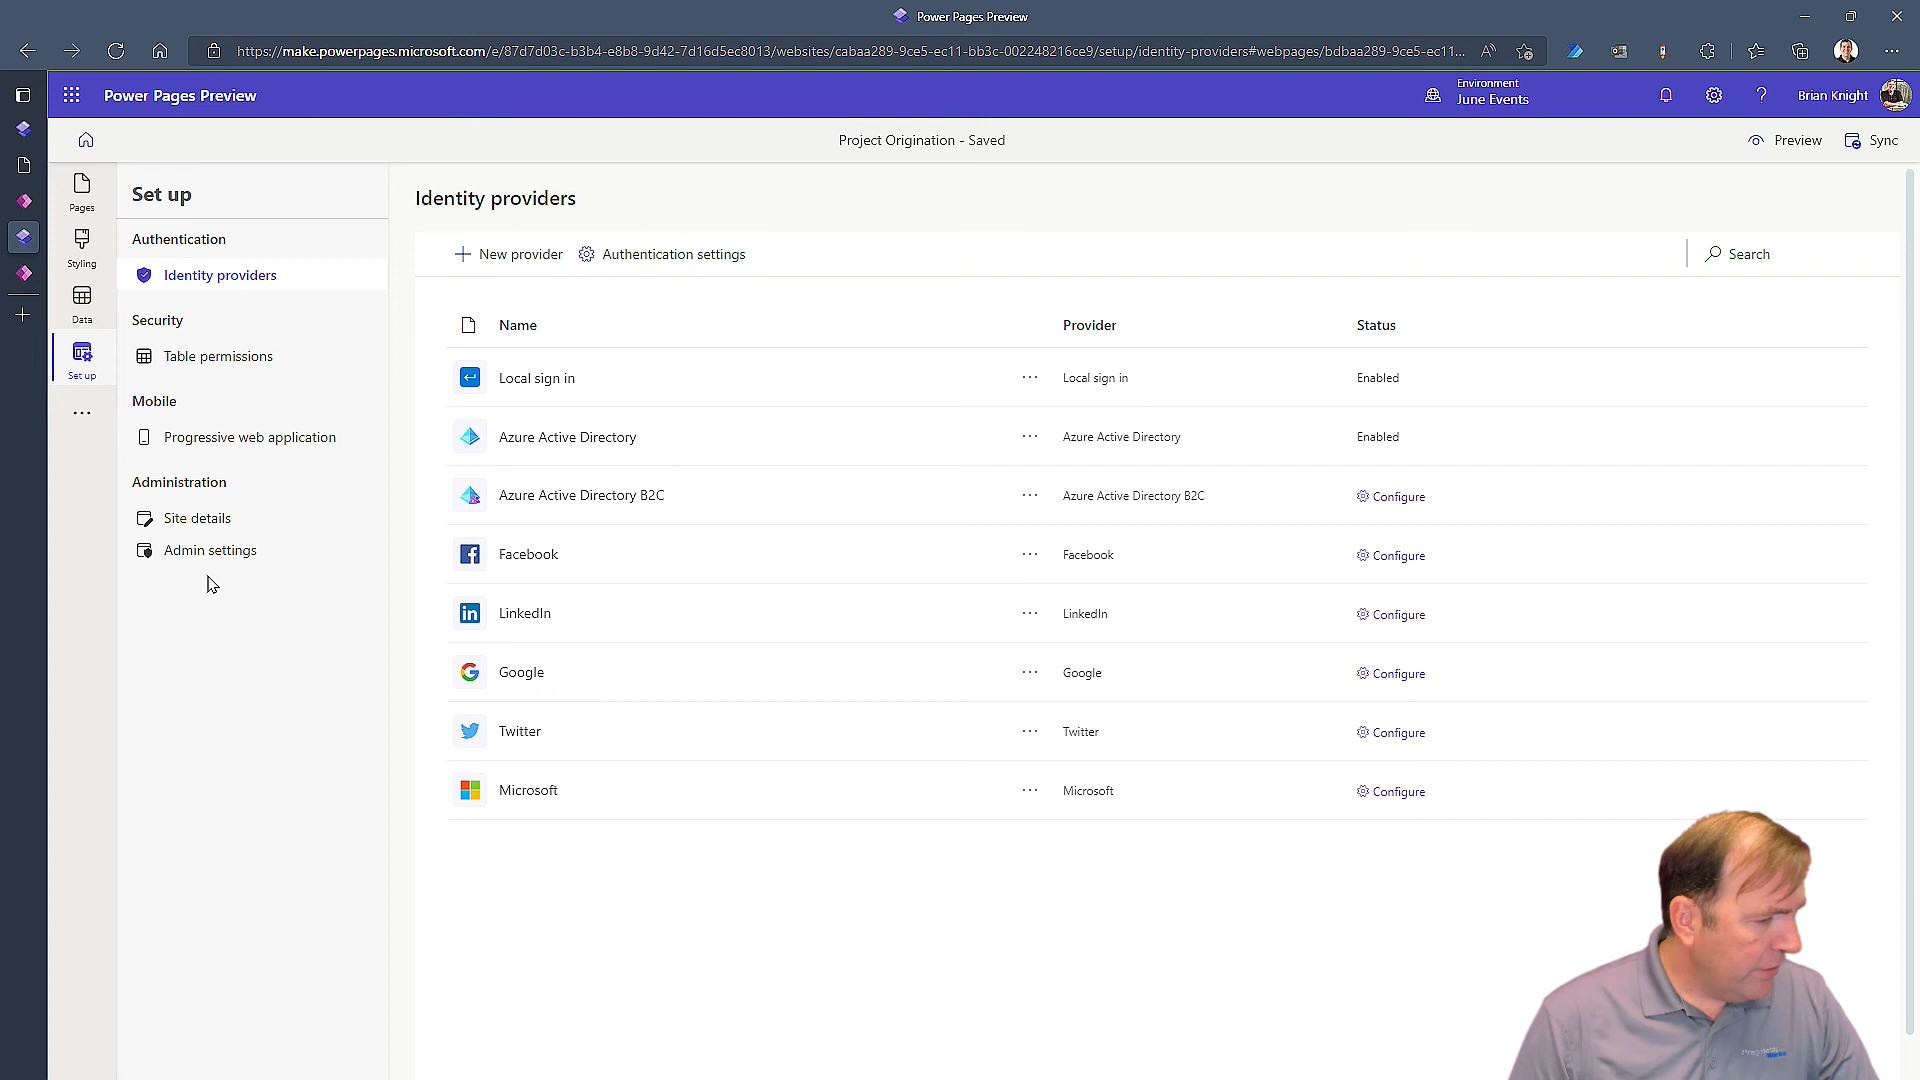 Power Pages Preview
https://make.powerpages.microsoft.com/e/87d7d03c-b3b4-e8b8-9d42-7d16d5ec8013/websites/cabaa289-9ce5-ec11-bb3c-002248216ce9/setup/identity-providers#webpages/bdbaa289-9ce5-ec11...
Power Pages Preview
Environment
June Events
Brian Knight
Project Origination - Saved
Preview
Sync
Pages
Styling
Data
Set up
Set up
Authentication
Identity providers
Security
Table permissions
Mobile
Progressive web application
Administration
Site details
Admin settings
Identity providers
New provider
Authentication settings
Search
Name Provider Status
Local sign in Local sign in Enabled
Azure Active Directory Azure Active Directory Enabled
Azure Active Directory B2C Azure Active Directory B2C Configure
Facebook Facebook Configure
LinkedIn LinkedIn Configure
Google Google Configure
Twitter Twitter Configure
Microsoft Microsoft Configure